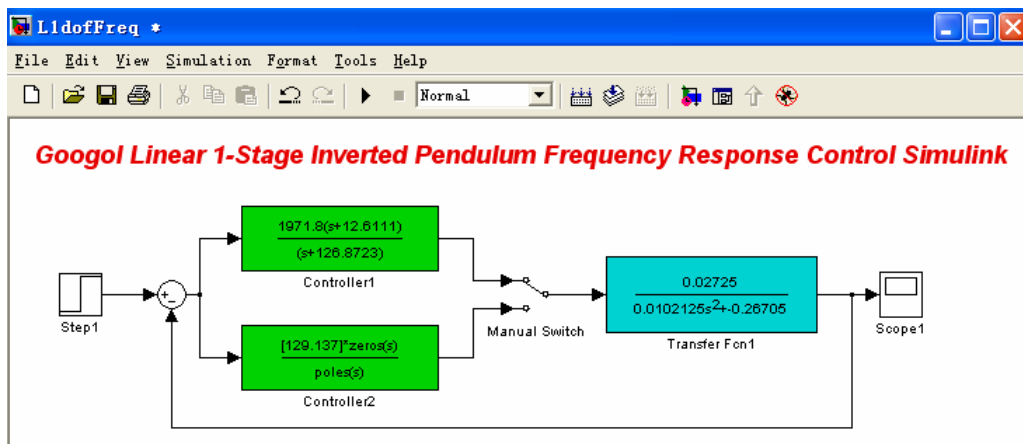 L1dofFreq *
File Edit View Simulation Format Tools Help
Normal
Googol Linear 1-Stage Inverted Pendulum Frequency Response Control Simulink
1971.8(s+12.6111)
(s+126.8723)
Controller1
Step1
+
-
[129.137]*zeros(s)
poles(s)
Controller2
Manual Switch
0.02725
0.0102125s2+-0.26705
Transfer Fcn1
Scope1